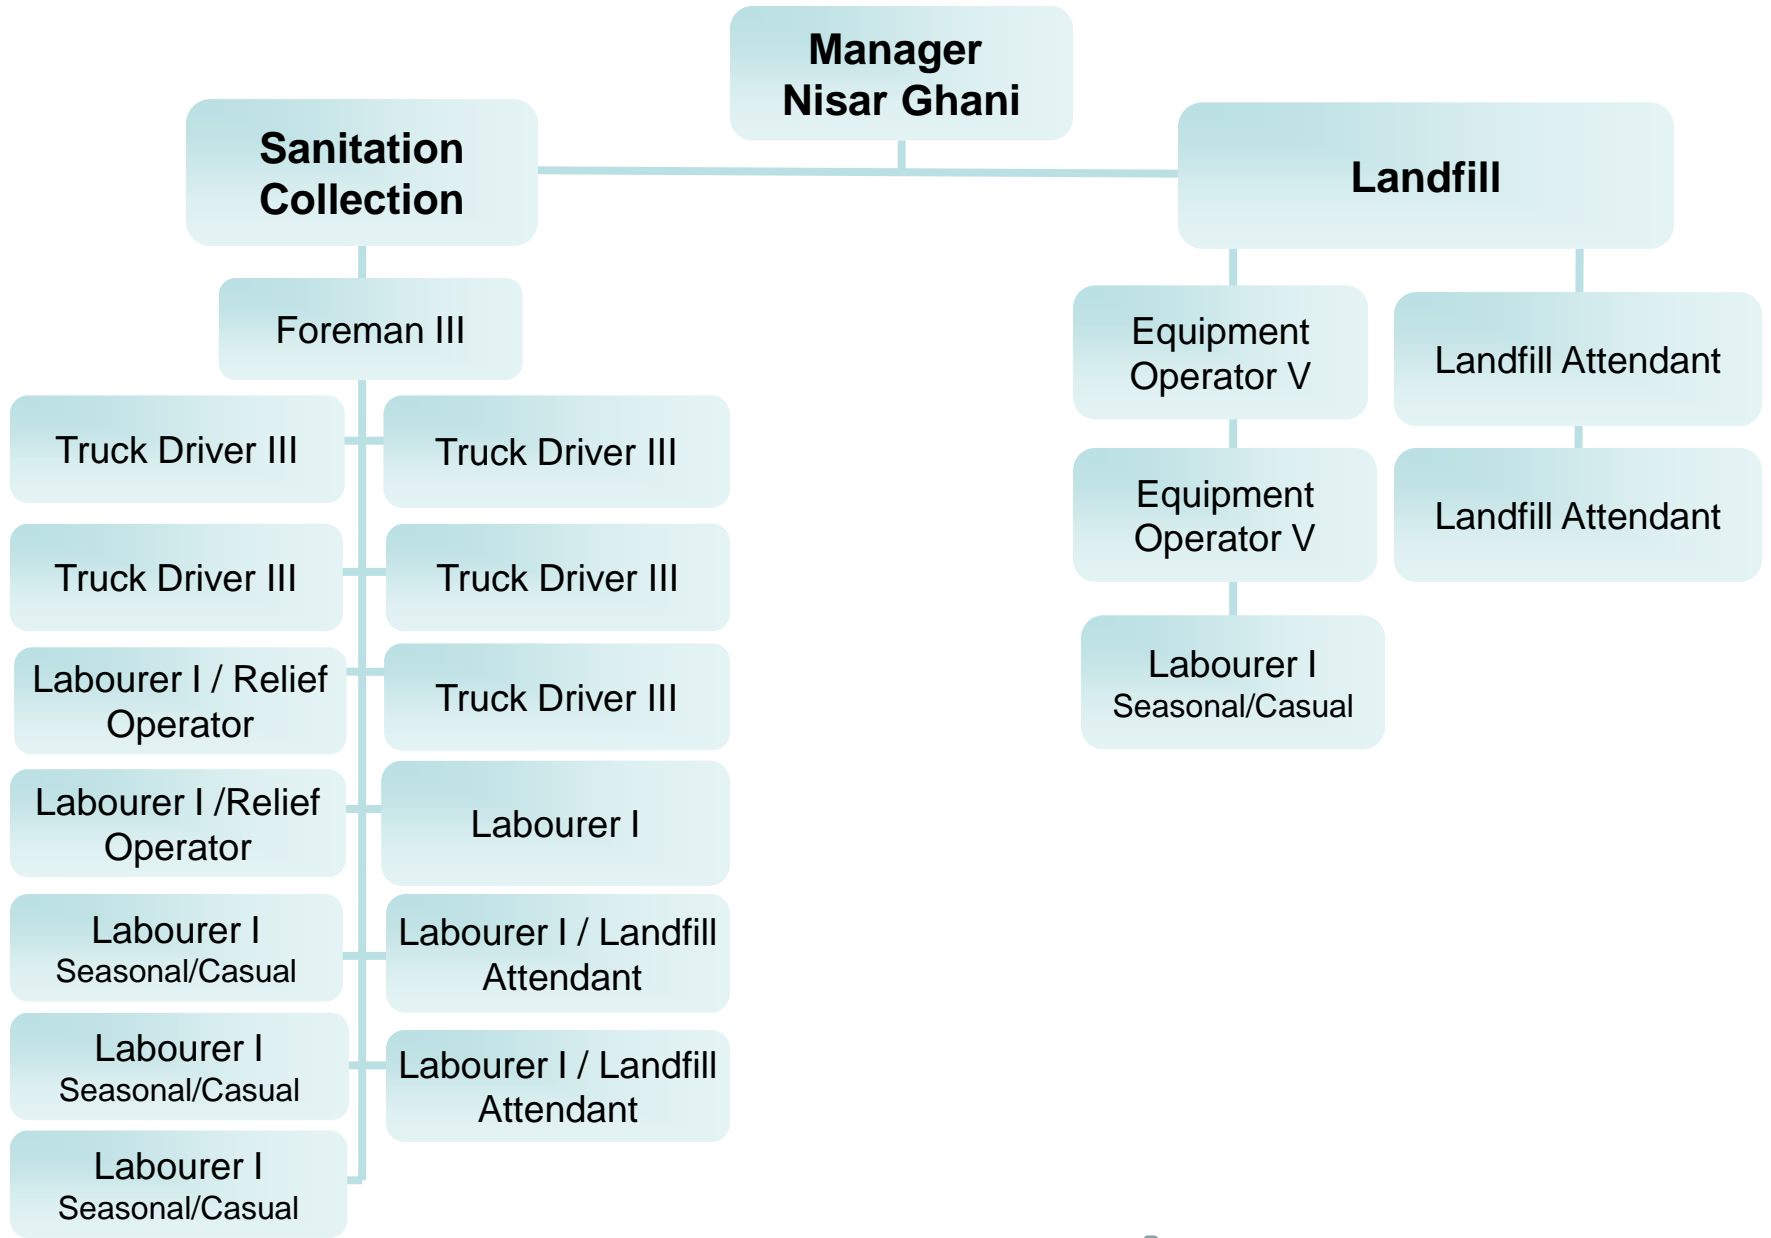 Manager
Nisar Ghani
Sanitation
Collection
Landfill
Foreman III
Equipment
Operator V
Landfill Attendant
Truck Driver III
Truck Driver III
Equipment
Operator V
Landfill Attendant
Truck Driver III
Truck Driver III
Labourer I / Relief
Operator
Truck Driver III
Labourer I
Seasonal/Casual
Labourer I /Relief
Operator
Labourer I
Labourer I
Seasonal/Casual
Labourer I / Landfill
Attendant
Labourer I
Seasonal/Casual
Labourer I / Landfill
Attendant
Labourer I
Seasonal/Casual